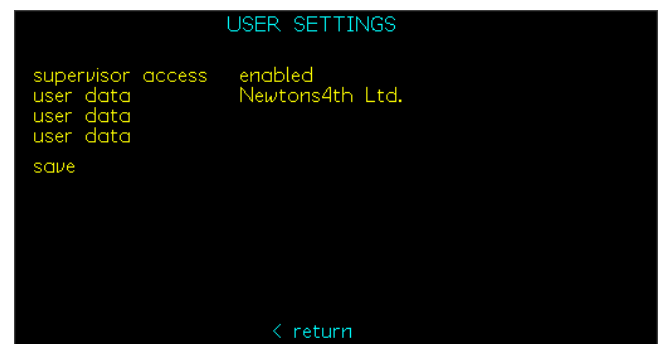 USER SETTINGS
supervisor access enabled
user data Newtons4th Ltd.
user data
user data
save
< return